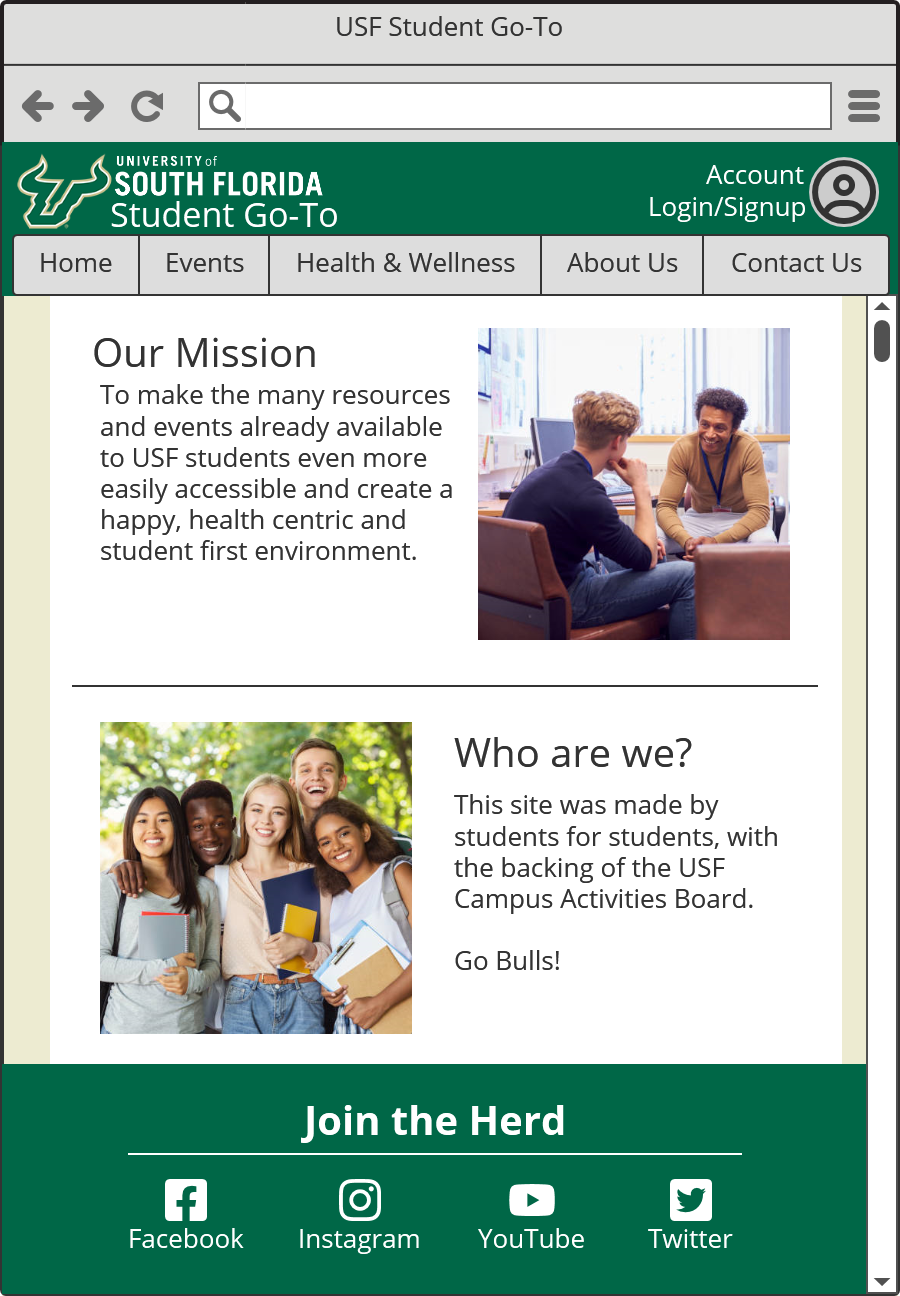 USF Student Go-To
UNIVERSITY of
SOUTH FLORIDA
Student Go-To
Account
Login/Signup
Home
Events
Health & Wellness
About Us
Contact Us
Our Mission
To make the many resources
and events already available
to USF students even more
easily accessible and create a
happy, health centric and
student first environment.
Who are we?
This site was made by
students for students, with
the backing of the USF
Campus Activities Board.
Go Bulls!
Join the Herd
Facebook
Instagram
YouTube
Twitter